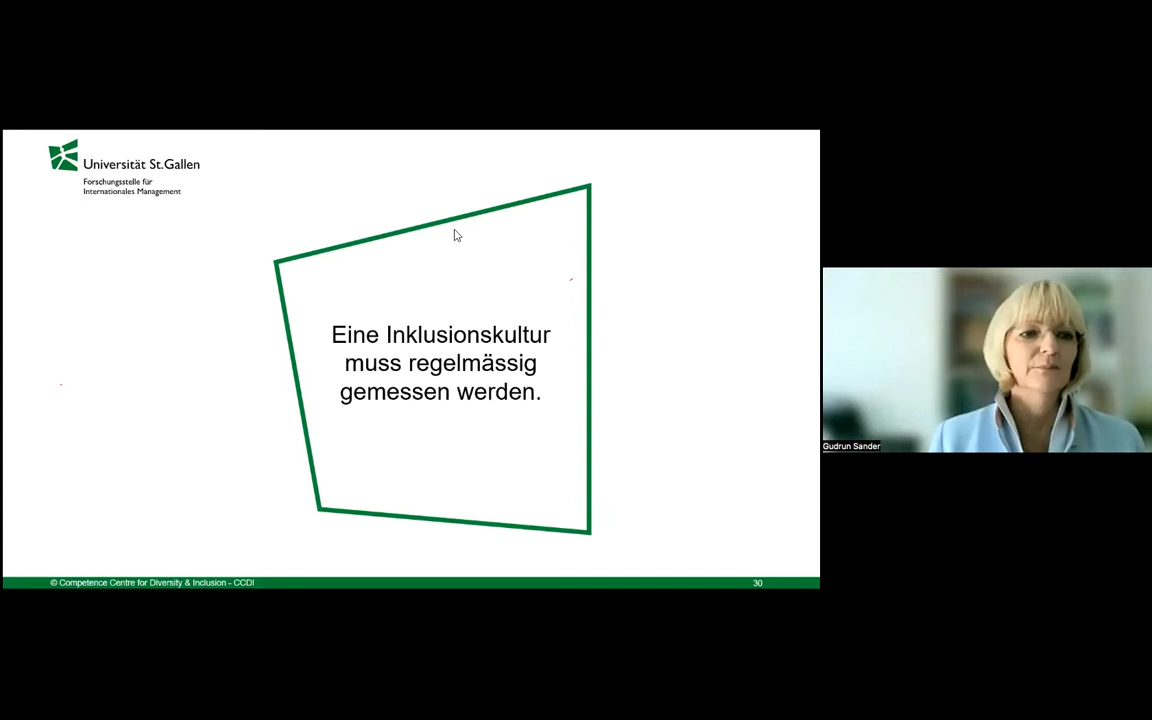 Universität St.Gallen
Forschungsstelle für
Internationales Management
Eine Inklusionskultur
muss regelmässig
gemessen werden.
Gudrun Sander
© Competence Centre for Diversity & Inclusion - CCDI
30